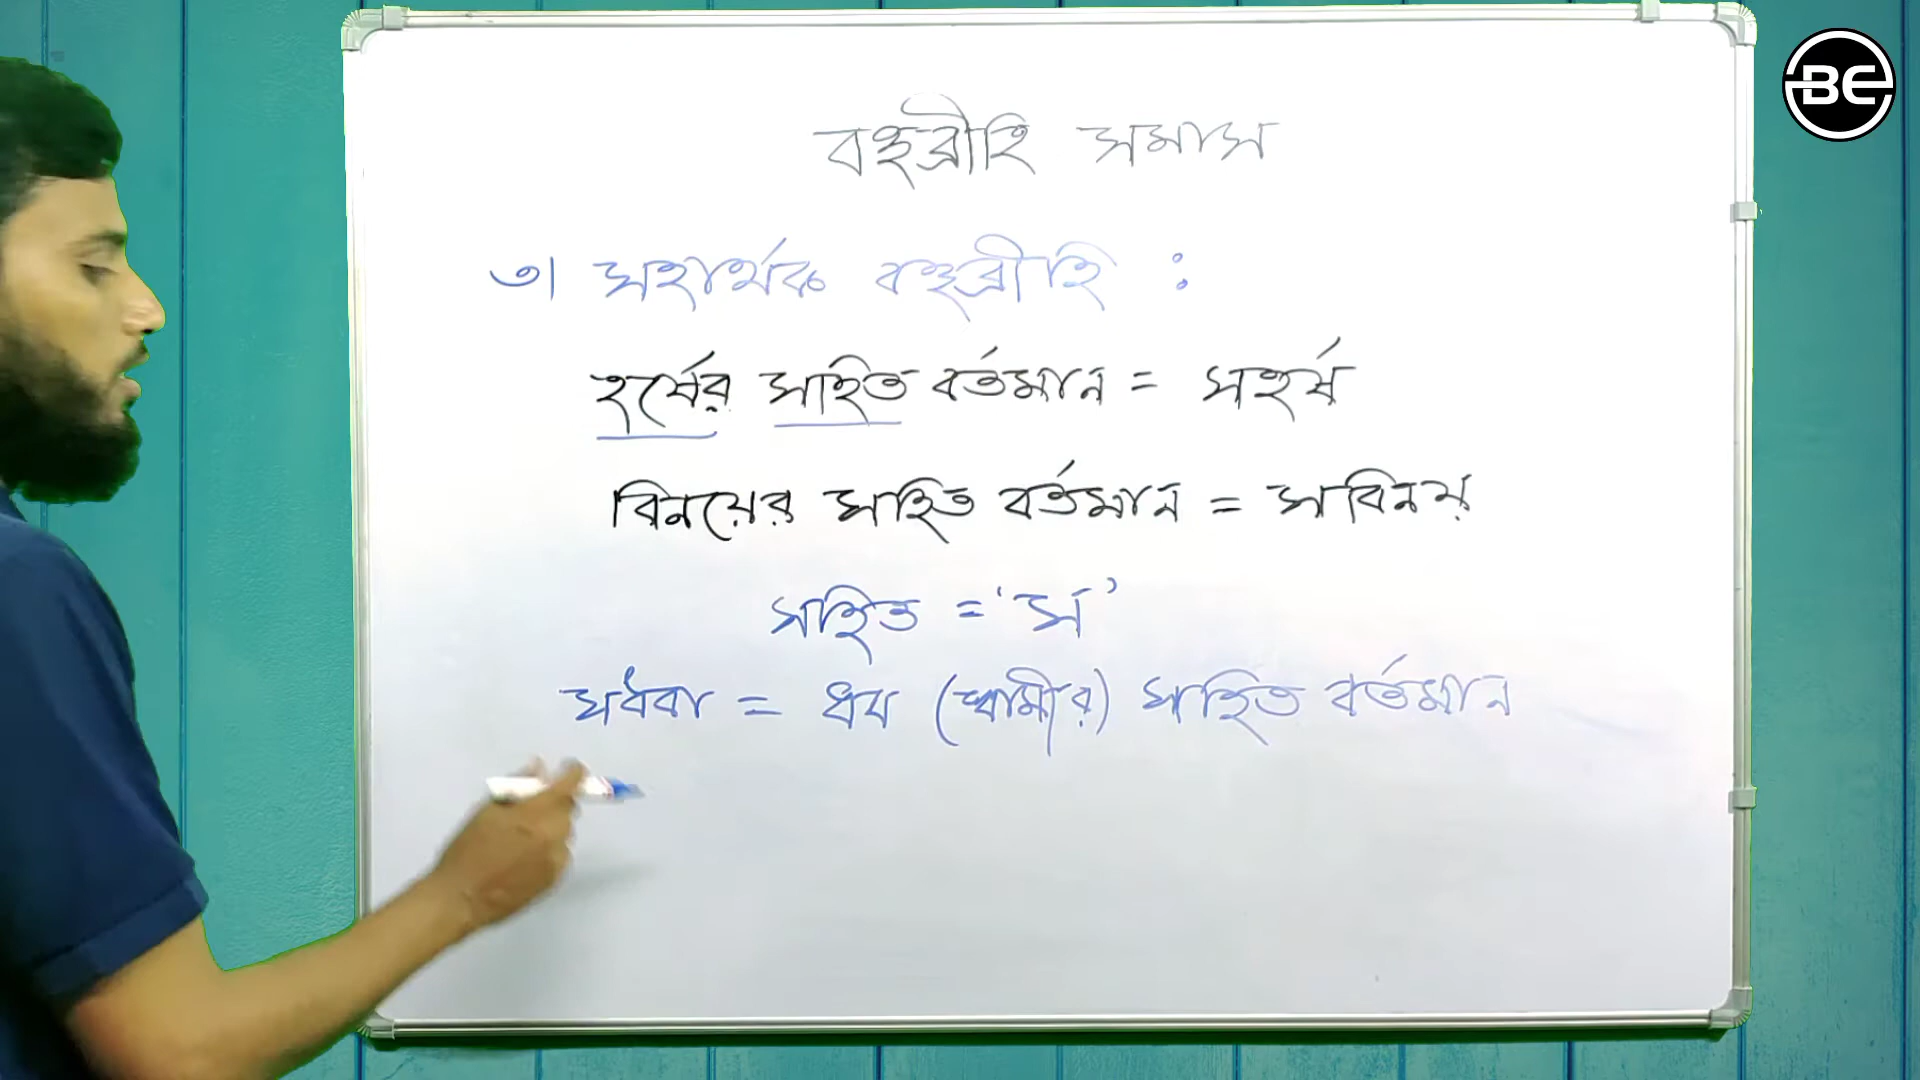 বহুব্রীহি সমাস
৩। সহার্থক বহুব্রীহি :
হর্ষের সহিত বর্তমান = সহর্ষ
বিনয়ের সহিত বর্তমান = সবিনয়
সহিত = ‘স’
সধবা = ধব (স্বামীর) সহিত বর্তমান
BE